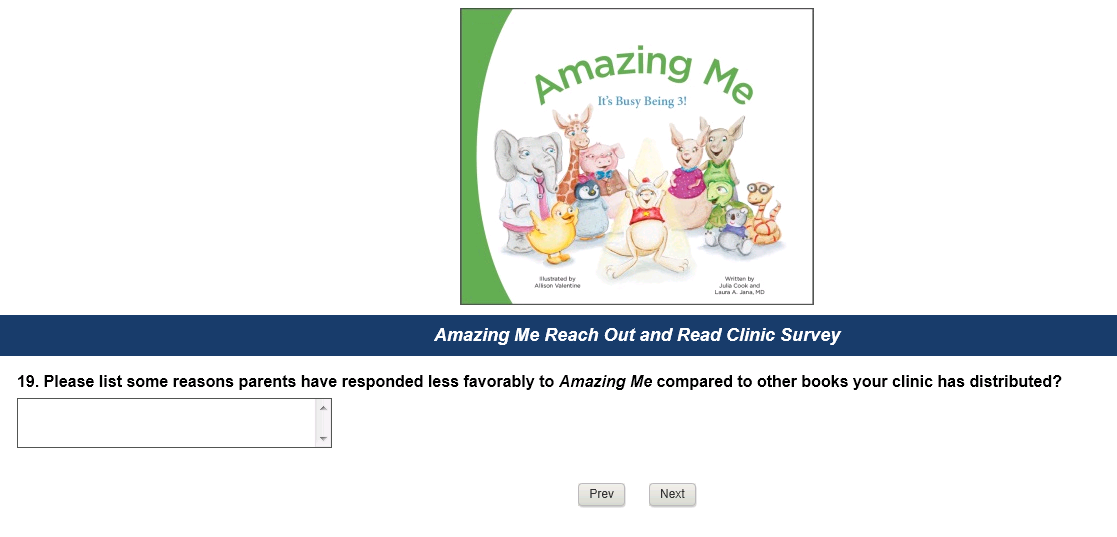 Amazing Me
It's Busy Being 3!
Illustrated by
Allison Valentine
Written by
Julia Cook and
Laura A. Jana, MD
Amazing Me Reach Out and Read Clinic Survey
19. Please list some reasons parents have responded less favorably to Amazing Me compared to other books your clinic has distributed?
Prev
Next